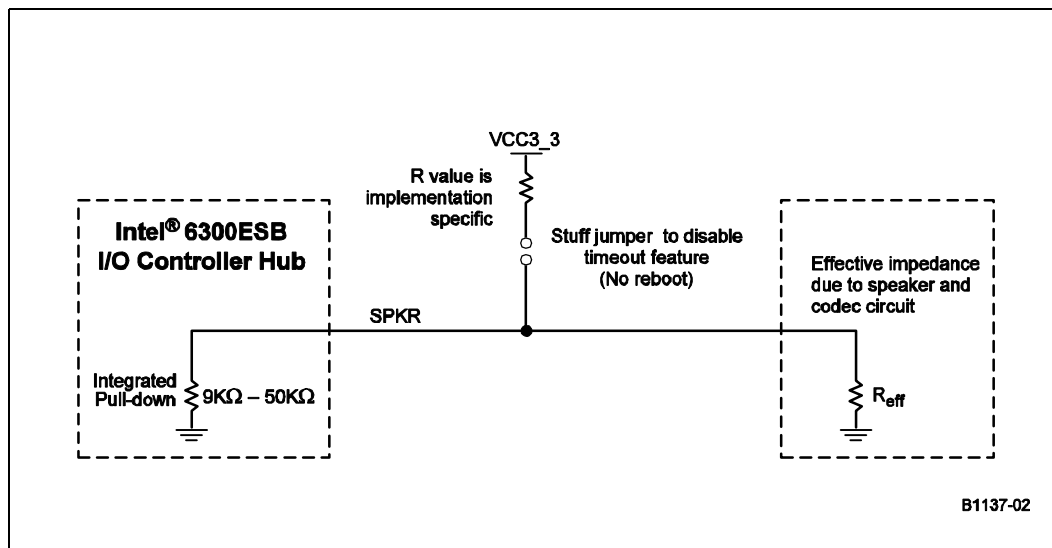 VCC3_3
R value is
implementation
specific
Intel® 6300ESB
I/O Controller Hub
Stuff jumper to disable
timeout feature
(No reboot)
Effective impedance
due to speaker and
codec circuit
SPKR
Integrated
Pull-down
9KΩ – 50KΩ
Reff
B1137-02